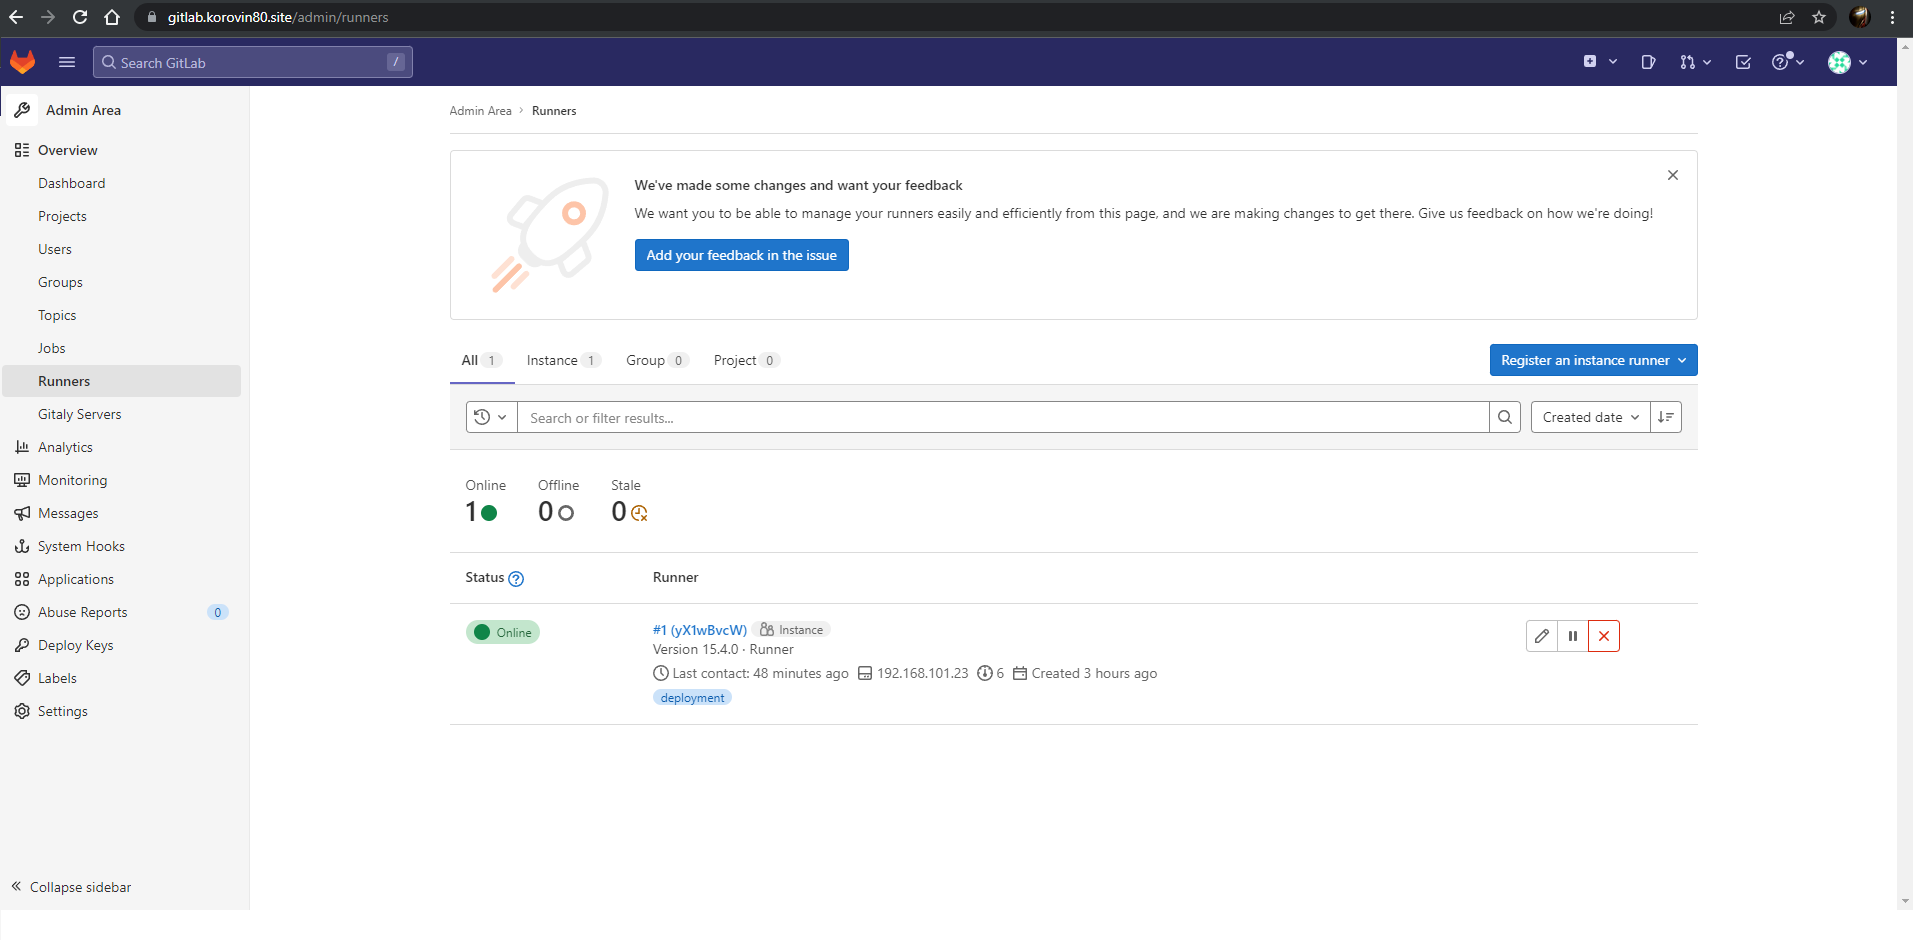 gitlab.korovin80.site/admin/runners
Search GitLab /
Admin Area
Overview
Dashboard
Projects
Users
Groups
Topics
Jobs
Runners
Gitaly Servers
Analytics
Monitoring
Messages
System Hooks
Applications
Abuse Reports 0
Deploy Keys
Labels
Settings
Collapse sidebar
Admin Area › Runners
We've made some changes and want your feedback
We want you to be able to manage your runners easily and efficiently from this page, and we are making changes to get there. Give us feedback on how we're doing!
Add your feedback in the issue
All 1 Instance 1 Group 0 Project 0 Register an instance runner
Search or filter results... Created date
Online Offline Stale
1 0 0
Status Runner
Online #1 (yX1wBvcW) Instance
Version 15.4.0 · Runner
Last contact: 48 minutes ago 192.168.101.23 6 Created 3 hours ago
deployment